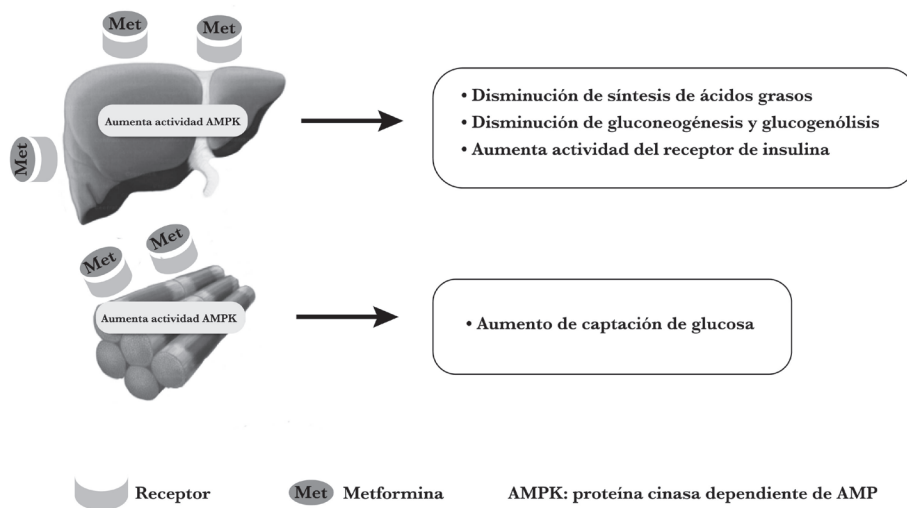 Met
Met
Aumenta actividad AMPK
Met
• Disminución de síntesis de ácidos grasos
• Disminución de gluconeogénesis y glucogenólisis
• Aumenta actividad del receptor de insulina
Met
Met
Aumenta actividad AMPK
• Aumento de captación de glucosa
Receptor
Met
Metformina
AMPK: proteína cinasa dependiente de AMP